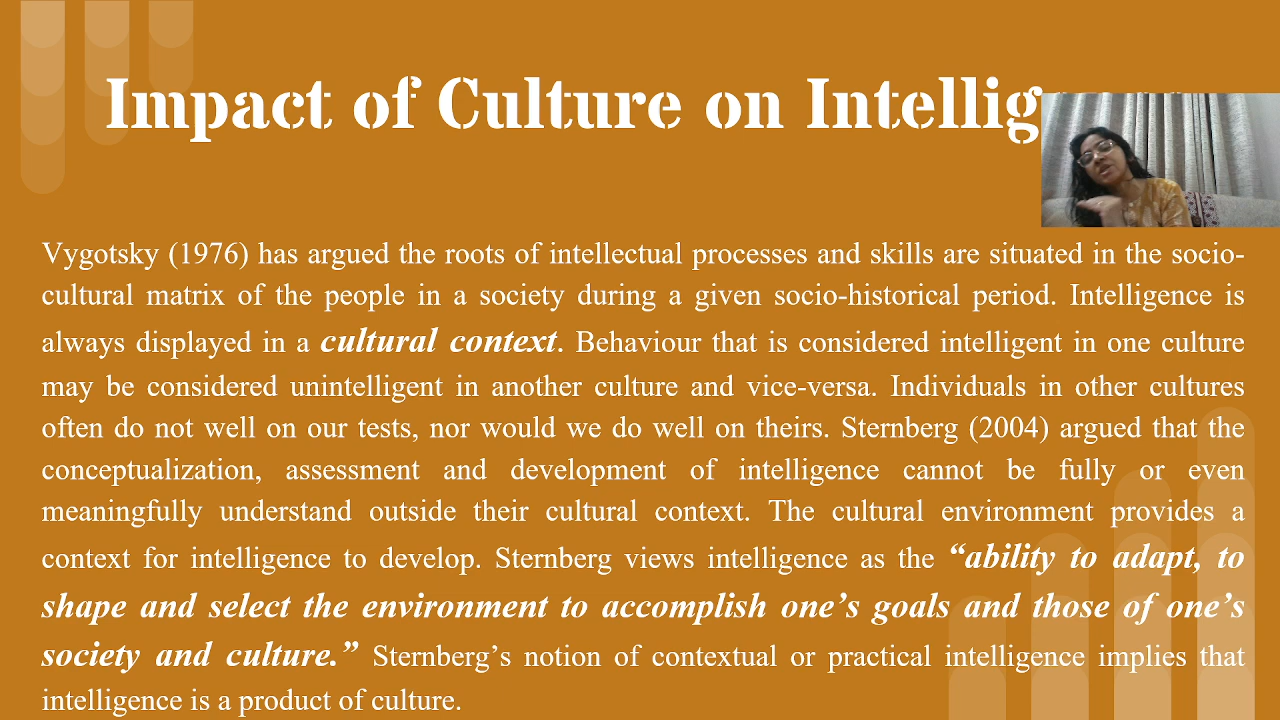 Impact of Culture on Intellig
Vygotsky (1976) has argued the roots of intellectual processes and skills are situated in the socio-
cultural matrix of the people in a society during a given socio-historical period. Intelligence is
always displayed in a cultural context. Behaviour that is considered intelligent in one culture
may be considered unintelligent in another culture and vice-versa. Individuals in other cultures
often do not well on our tests, nor would we do well on theirs. Sternberg (2004) argued that the
conceptualization, assessment and development of intelligence cannot be fully or even
meaningfully understand outside their cultural context. The cultural environment provides a
context for intelligence to develop. Sternberg views intelligence as the “ability to adapt, to
shape and select the environment to accomplish one’s goals and those of one’s
society and culture.” Sternberg’s notion of contextual or practical intelligence implies that
intelligence is a product of culture.